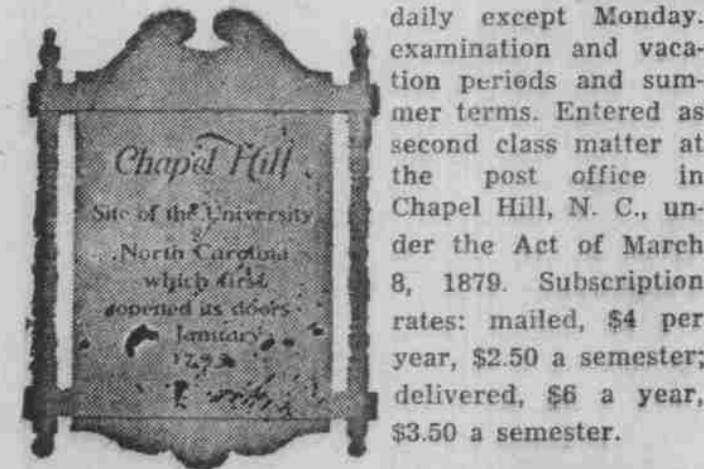 Chapel Hill
Site of the University
of
North Carolina
which first
opened its doors
January
daily except Monday.
examination and vaca-
tion periods and sum-
mer terms. Entered as
second class matter at
the post office in
Chapel Hill, N. C., un-
der the Act of March
8, 1879. Subscription
rates: mailed, $4 per
year, $2.50 a semester;
delivered, $6 a year,
$3.50 a semester.